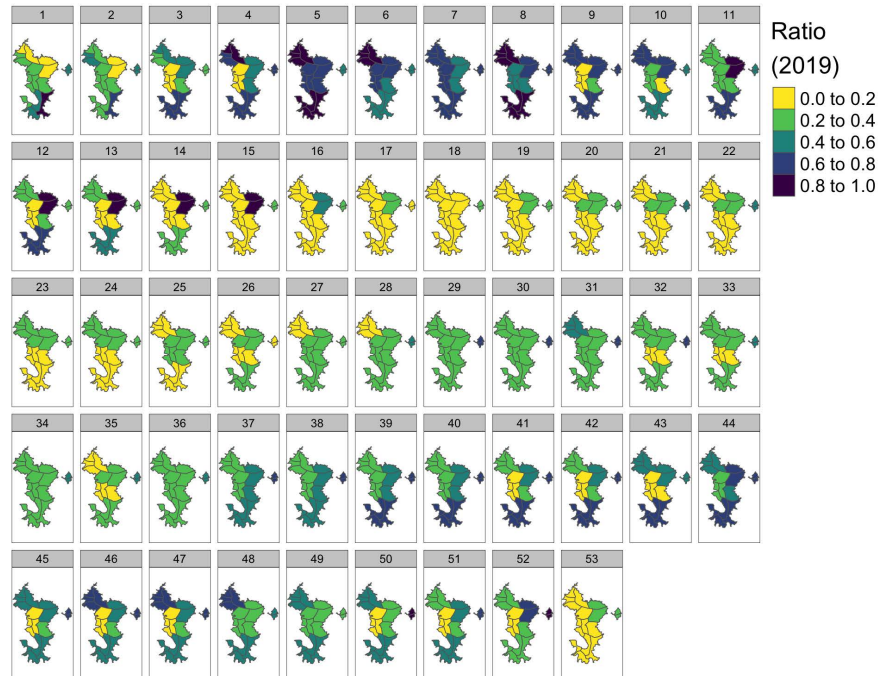 1 2 3 4 5 6 7 8 9 10 11
Ratio
(2019)
0.0 to 0.2
0.2 to 0.4
0.4 to 0.6
0.6 to 0.8
0.8 to 1.0
12 13 14 15 16 17 18 19 20 21 22
23 24 25 26 27 28 29 30 31 32 33
34 35 36 37 38 39 40 41 42 43 44
45 46 47 48 49 50 51 52 53